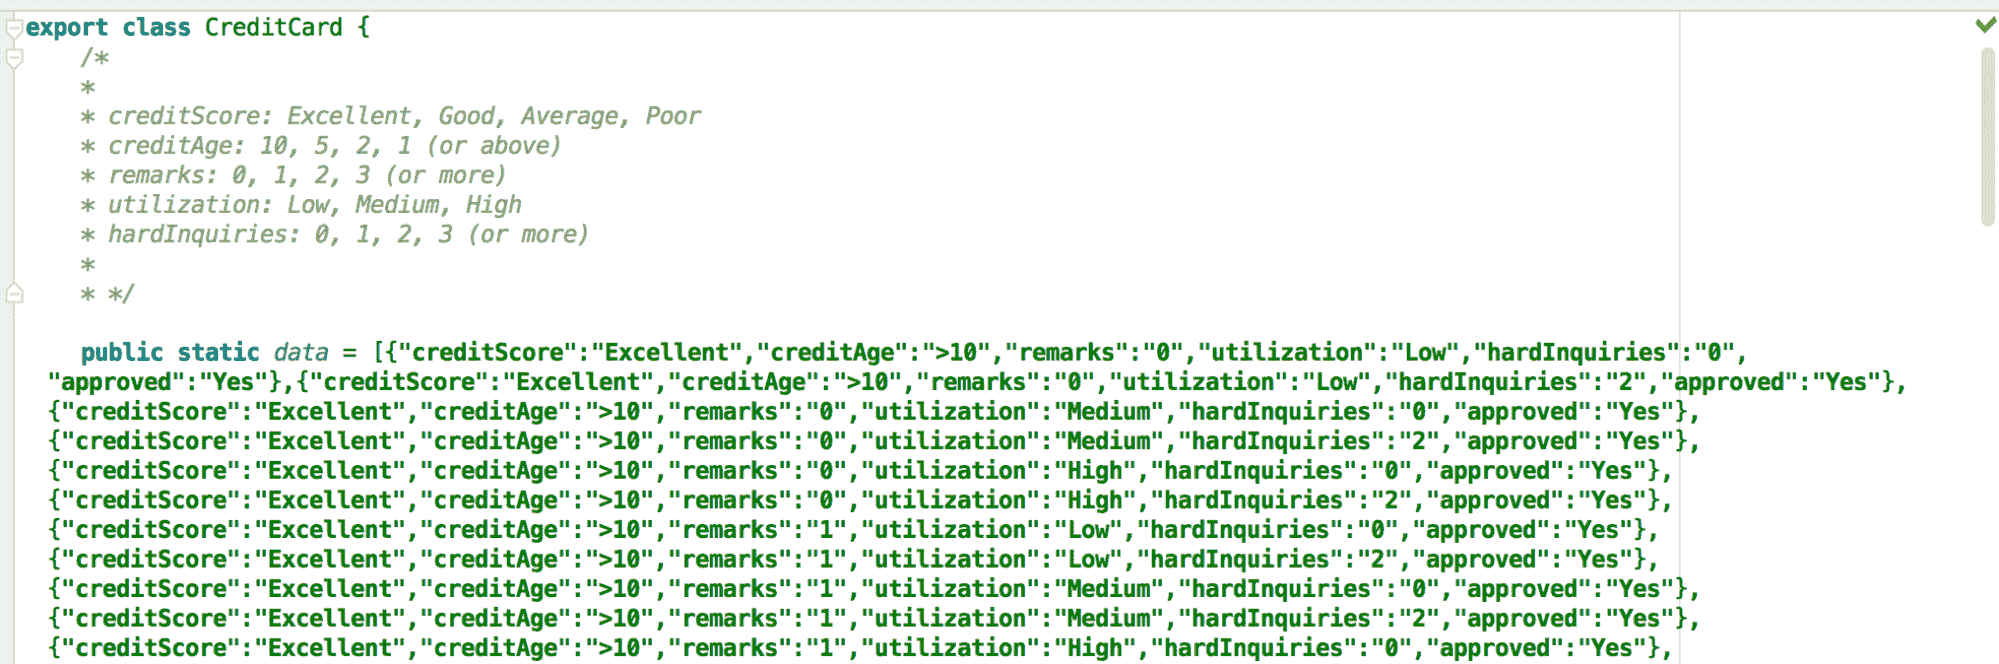 export class CreditCard {
/*
*
* creditScore: Excellent, Good, Average, Poor
* creditAge: 10, 5, 2, 1 (or above)
* remarks: 0, 1, 2, 3 (or more)
* utilization: Low, Medium, High
* hardInquiries: 0, 1, 2, 3 (or more)
*
* */
public static data = [{"creditScore":"Excellent","creditAge":">10","remarks":"0","utilization":"Low","hardInquiries":"0",
"approved":"Yes"},{"creditScore":"Excellent","creditAge":">10","remarks":"0","utilization":"Low","hardInquiries":"2","approved":"Yes"},
{"creditScore":"Excellent","creditAge":">10","remarks":"0","utilization":"Medium","hardInquiries":"0","approved":"Yes"},
{"creditScore":"Excellent","creditAge":">10","remarks":"0","utilization":"Medium","hardInquiries":"2","approved":"Yes"},
{"creditScore":"Excellent","creditAge":">10","remarks":"0","utilization":"High","hardInquiries":"0","approved":"Yes"},
{"creditScore":"Excellent","creditAge":">10","remarks":"0","utilization":"High","hardInquiries":"2","approved":"Yes"},
{"creditScore":"Excellent","creditAge":">10","remarks":"1","utilization":"Low","hardInquiries":"0","approved":"Yes"},
{"creditScore":"Excellent","creditAge":">10","remarks":"1","utilization":"Low","hardInquiries":"2","approved":"Yes"},
{"creditScore":"Excellent","creditAge":">10","remarks":"1","utilization":"Medium","hardInquiries":"0","approved":"Yes"},
{"creditScore":"Excellent","creditAge":">10","remarks":"1","utilization":"Medium","hardInquiries":"2","approved":"Yes"},
{"creditScore":"Excellent","creditAge":">10","remarks":"1","utilization":"High","hardInquiries":"0","approved":"Yes"},